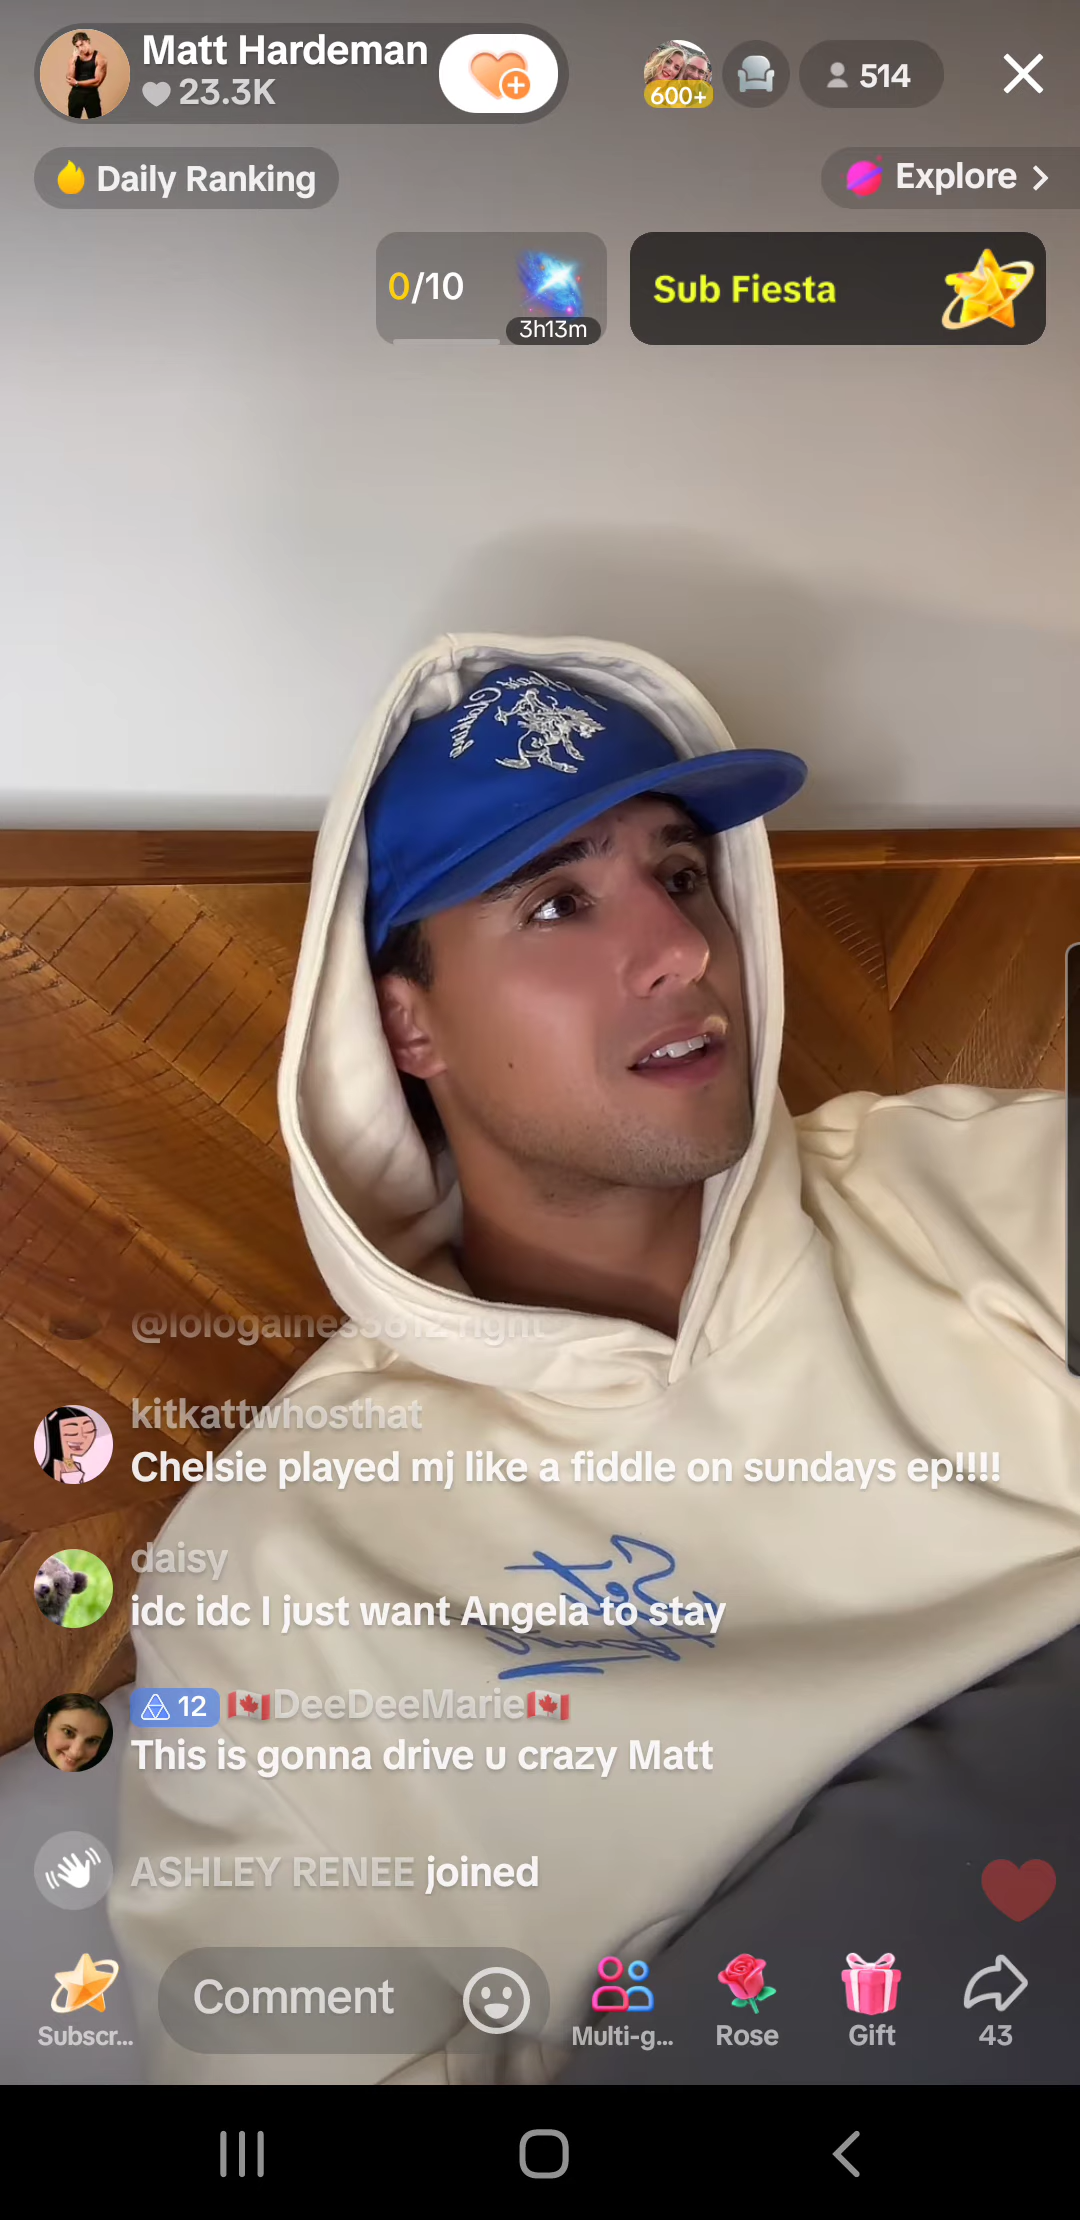 Matt Hardeman
23.3K
600+
514
Daily Ranking
Explore >
0/10
3h13m
Sub Fiesta
@lologaines5812 right
kitkattwhosthat
Chelsie played mj like a fiddle on sundays ep!!!!
daisy
idc idc I just want Angela to stay
12 🇨🇦DeeDeeMarie🇨🇦
This is gonna drive u crazy Matt
ASHLEY RENEE joined
Comment
Subscr...
Multi-g...
Rose
Gift
43